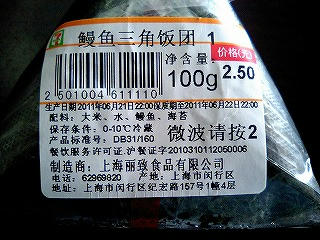 鳗鱼三角饭团 1
净含量:
价格(元)
100g 2.50
2 501004 611110
生产日期2011年06月21日22:00保质期至2011年06月22日22:00
配料: 大米、水、鳗鱼、海苔
保存条件: 0-10℃冷藏
产品标准号: DB31/160
微波请按2
餐饮服务许可证.沪餐证字2010310112060006
制造商: 上海丽致食品有限公司
电话: 62969820 产地: 上海市闵行区
地址: 上海市闵行区纪宏路157号1幢4层